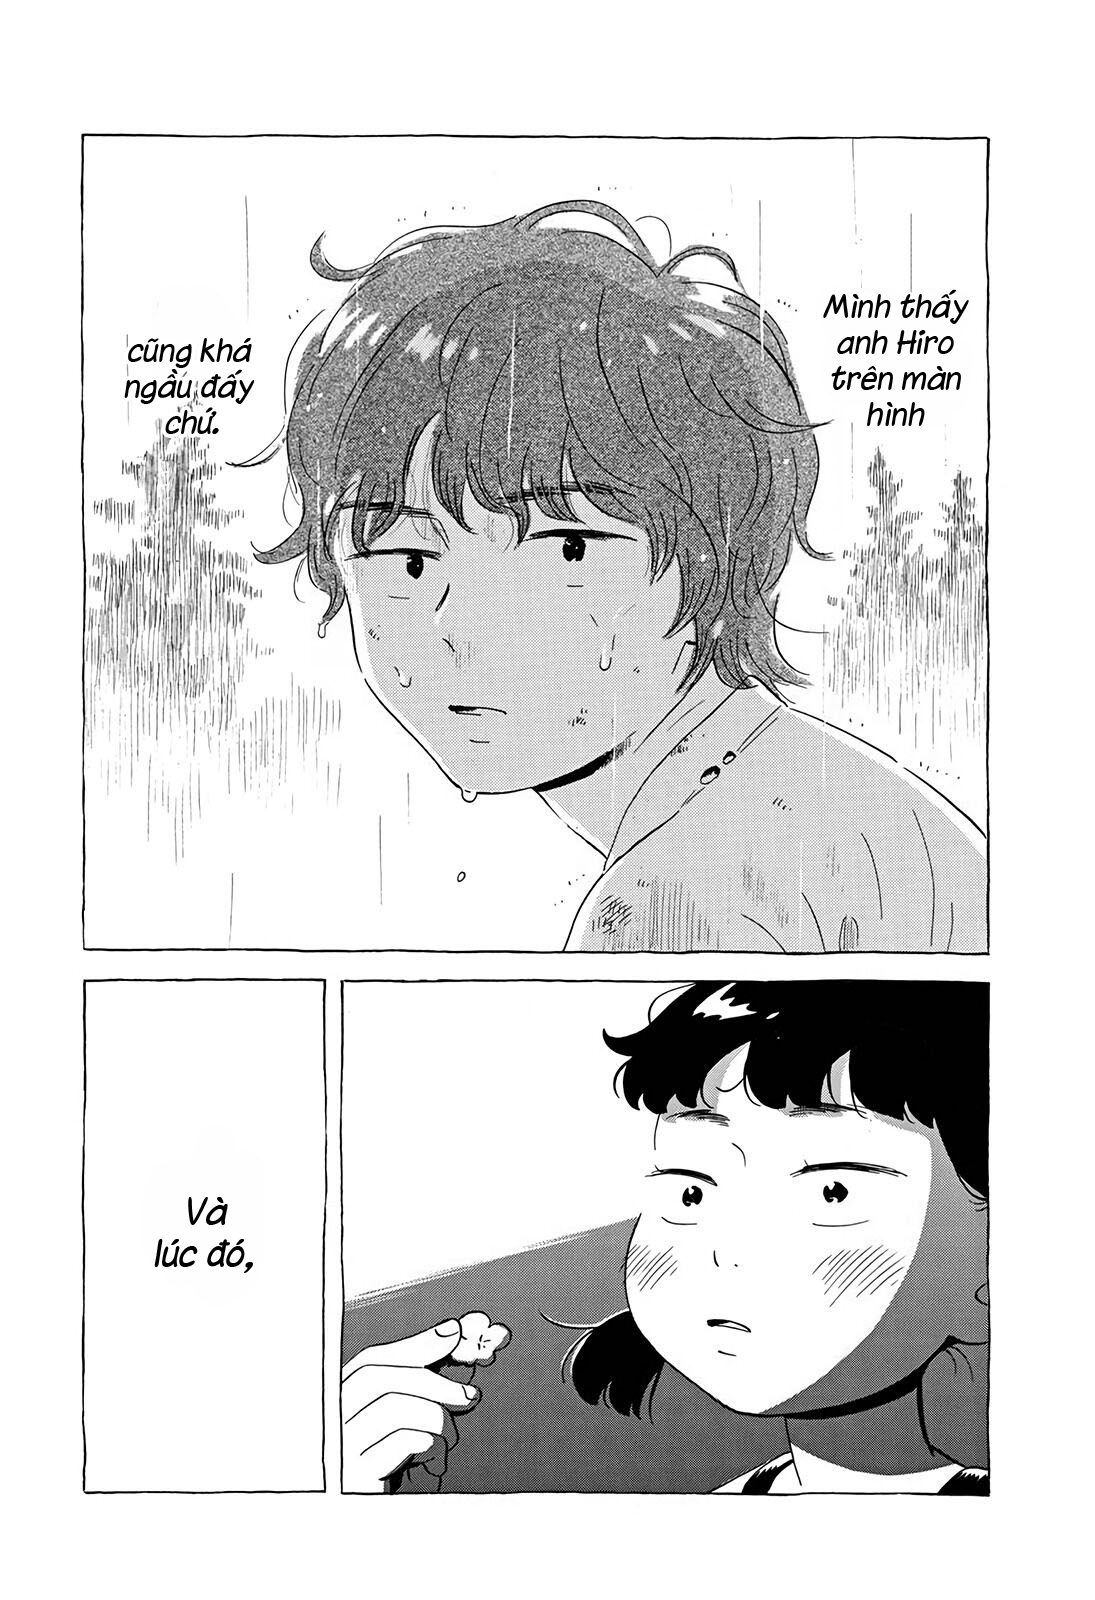 Mình thấy
anh Hiro
trên màn
hình
cũng khá
ngầu đấy
chứ.
Và
lúc đó,